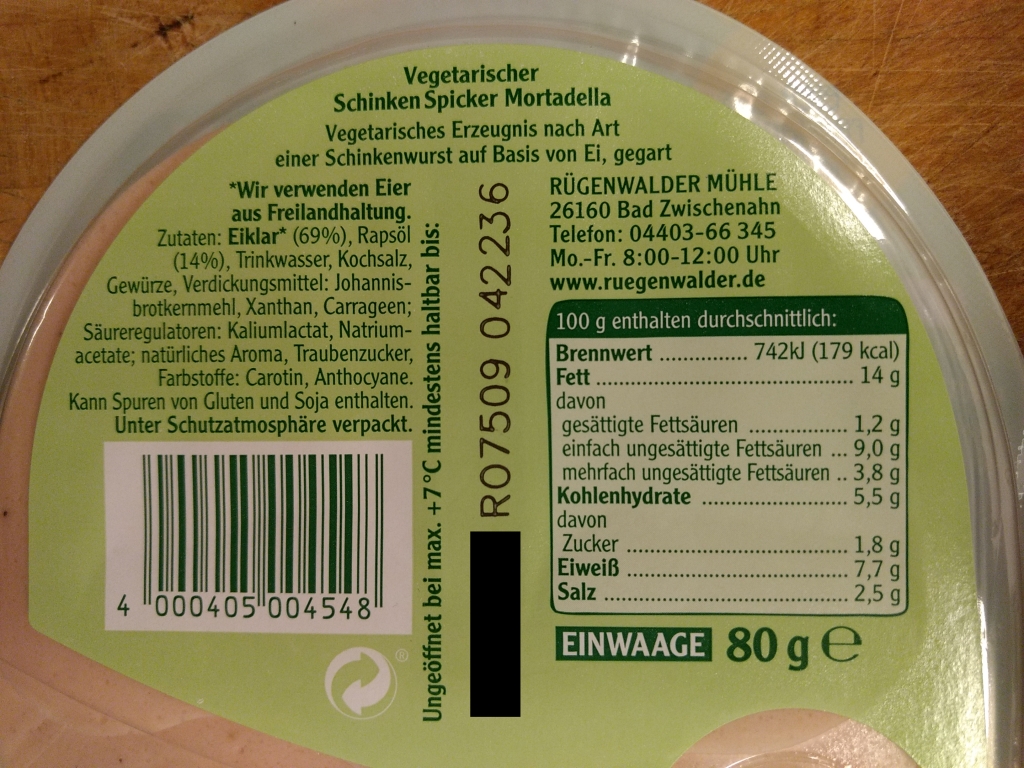 Vegetarischer
Schinken Spicker Mortadella
Vegetarisches Erzeugnis nach Art
einer Schinkenwurst auf Basis von Ei, gegart
*Wir verwenden Eier
aus Freilandhaltung.
Zutaten: Eiklar* (69%), Rapsöl
(14%), Trinkwasser, Kochsalz,
Gewürze, Verdickungsmittel: Johannis-
brotkernmehl, Xanthan, Carrageen;
Säureregulatoren: Kaliumlactat, Natrium-
acetate; natürliches Aroma, Traubenzucker,
Farbstoffe: Carotin, Anthocyane.
Kann Spuren von Gluten und Soja enthalten.
Unter Schutzatmosphäre verpackt.
4 000405 004548
®
Ungeöffnet bei max. +7 °C mindestens haltbar bis:
R07509 042236
RÜGENWALDER MÜHLE
26160 Bad Zwischenahn
Telefon: 04403-66 345
Mo.-Fr. 8:00-12:00 Uhr
www.ruegenwalder.de
100 g enthalten durchschnittlich:
Brennwert ................ 742kJ (179 kcal)
Fett ................................................ 14 g
davon
gesättigte Fettsäuren .................. 1,2 g
einfach ungesättigte Fettsäuren ... 9,0 g
mehrfach ungesättigte Fettsäuren .. 3,8 g
Kohlenhydrate ........................... 5,5 g
davon
Zucker ........................................ 1,8 g
Eiweiß ........................................ 7,7 g
Salz ............................................ 2,5 g
EINWAAGE 80 g ℮